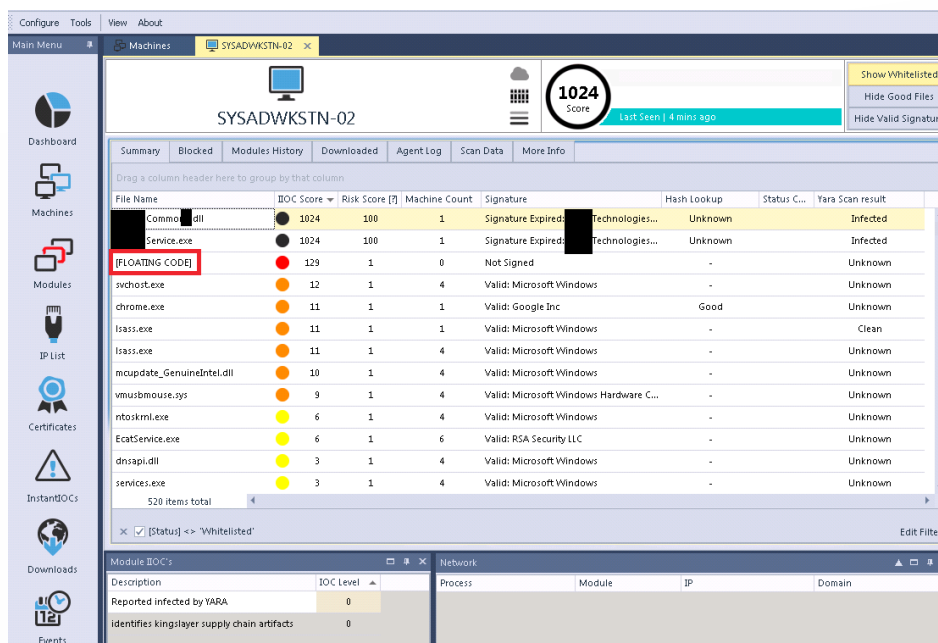 Configure Tools View About
Main Menu
Machines
SYSADWKSTN-02
Dashboard
Machines
Modules
IP List
Certificates
InstantIOCs
Downloads
Events
SYSADWKSTN-02
1024
Score
Last Seen | 4 mins ago
Show Whitelisted
Hide Good Files
Hide Valid Signatur
Summary Blocked Modules History Downloaded Agent Log Scan Data More Info
Drag a column header here to group by that column
File Name IIOC Score Risk Score [?] Machine Count Signature Hash Lookup Status C... Yara Scan result
Commo dll 1024 100 1 Signature Expired: Technologies... Unknown Infected
Service.exe 1024 100 1 Signature Expired: Technologies... Unknown Infected
[FLOATING CODE] 129 1 0 Not Signed - Unknown
svchost.exe 12 1 4 Valid: Microsoft Windows - Unknown
chrome.exe 11 1 1 Valid: Google Inc Good Unknown
lsass.exe 11 1 1 Valid: Microsoft Windows - Clean
lsass.exe 11 1 4 Valid: Microsoft Windows - Unknown
mcupdate_GenuineIntel.dll 10 1 4 Valid: Microsoft Windows - Unknown
vmusbmouse.sys 9 1 4 Valid: Microsoft Windows Hardware C... - Unknown
ntoskrnl.exe 6 1 4 Valid: Microsoft Windows - Unknown
EcatService.exe 6 1 6 Valid: RSA Security LLC - Unknown
dnsapi.dll 3 1 4 Valid: Microsoft Windows - Unknown
services.exe 3 1 4 Valid: Microsoft Windows - Unknown
520 items total
[Status] <> 'Whitelisted'
Edit Filte
Module IIOC's
Description IOC Level
Reported infected by YARA 0
identifies kingslayer supply chain artifacts 0
Network
Process Module IP Domain